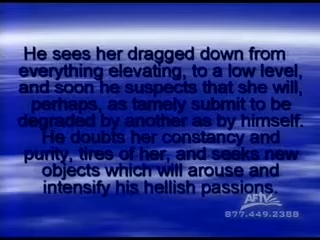 He sees her dragged down from
everything elevating, to a low level,
and soon he suspects that she will,
perhaps, as tamely submit to be
degraded by another as by himself.
He doubts her constancy and
purity, tires of her, and seeks new
objects which will arouse and
intensify his hellish passions.
AFTV
877.449.2388